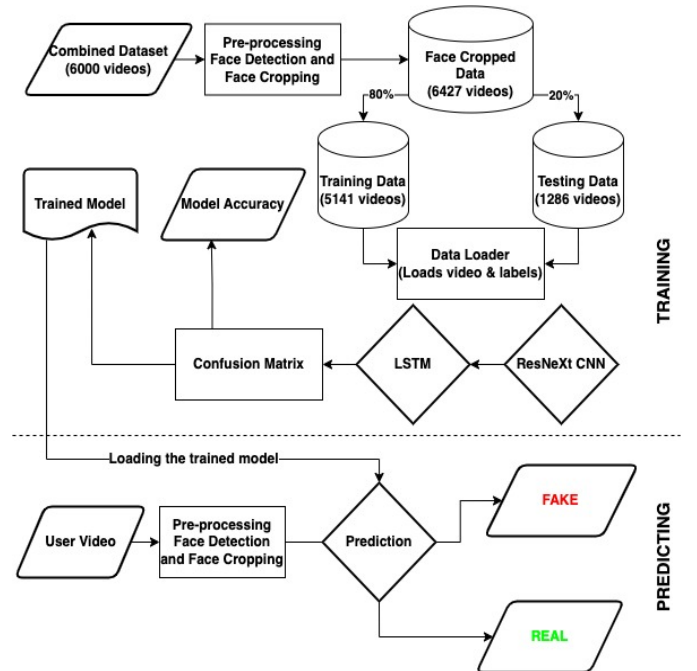 Combined Dataset
(6000 videos)
Pre-processing
Face Detection and
Face Cropping
Face Cropped
Data
(6427 videos)
80%
20%
Training Data
(5141 videos)
Testing Data
(1286 videos)
Trained Model
Model Accuracy
Data Loader
(Loads video & labels)
TRAINING
Confusion Matrix
LSTM
ResNeXt CNN
Loading the trained model
User Video
Pre-processing
Face Detection
and Face Cropping
Prediction
FAKE
REAL
PREDICTING